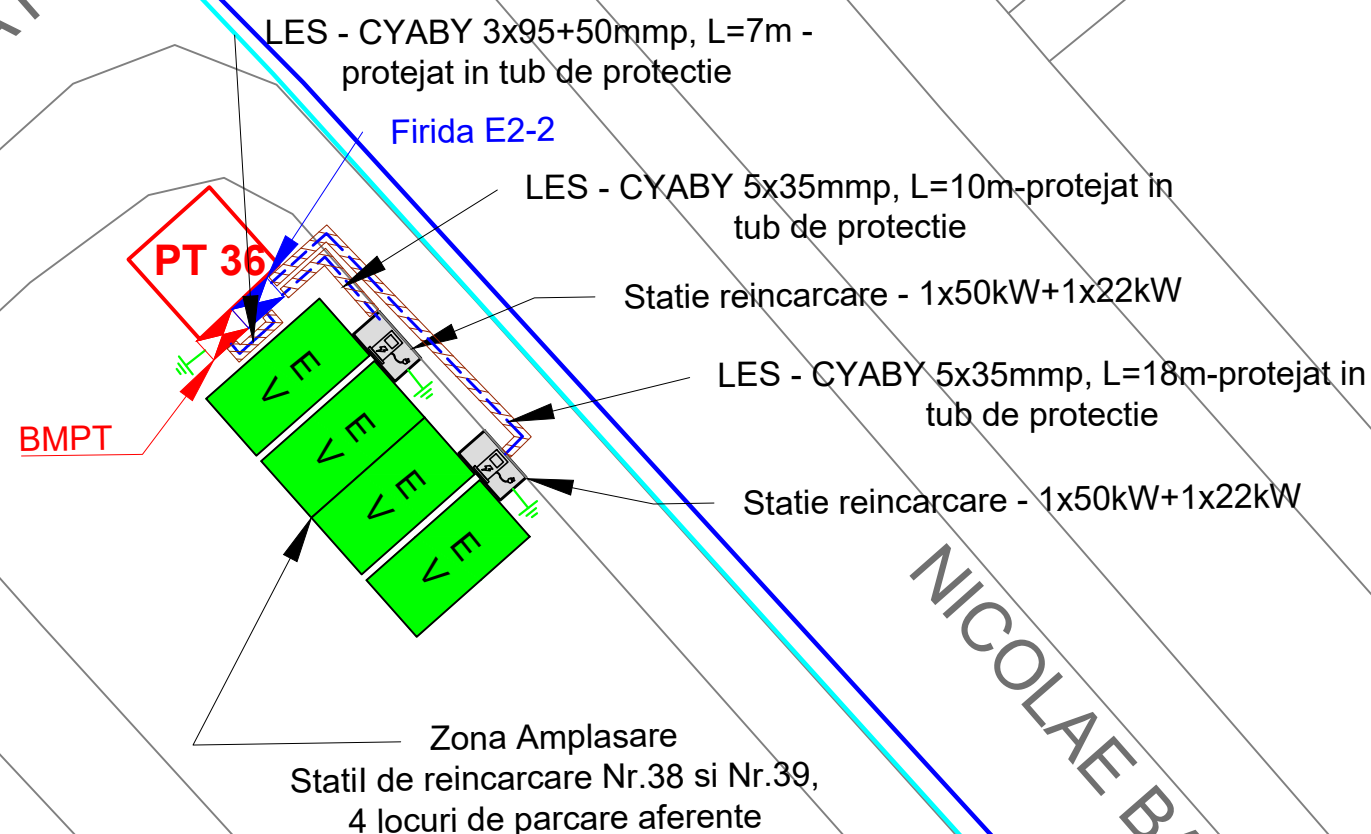 LES - CYABY 3x95+50mmp, L=7m -
protejat in tub de protectie
Firida E2-2
LES - CYABY 5x35mmp, L=10m-protejat in
tub de protectie
PT 36
Statie reincarcare - 1x50kW+1x22kW
LES - CYABY 5x35mmp, L=18m-protejat in
tub de protectie
BMPT
E V
E V
E V
E V
Statie reincarcare - 1x50kW+1x22kW
NICOLAE
Zona Amplasare
Statil de reincarcare Nr.38 si Nr.39,
4 locuri de parcare aferente